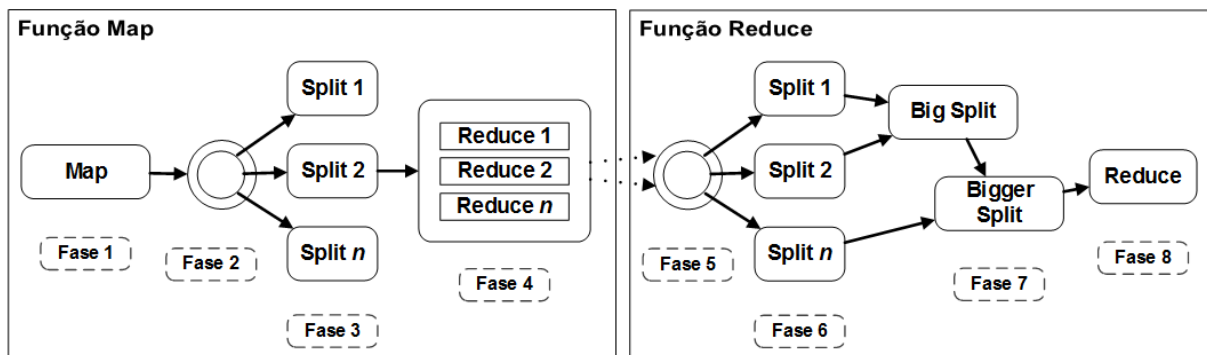 Função Map
Map
Split 1
Split 2
Split n
Reduce 1
Reduce 2
Reduce n
Fase 1
Fase 2
Fase 3
Fase 4
Função Reduce
Split 1
Split 2
Split n
Big Split
Bigger
Split
Reduce
Fase 5
Fase 6
Fase 7
Fase 8